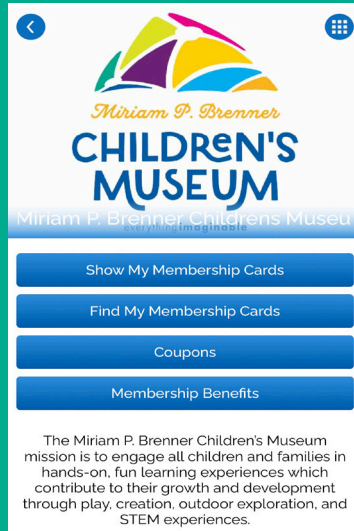 Miriam P. Brenner
CHILDREN'S
MUSEUM
Miriam P. Brenner Childrens Museu
everything imaginable
Show My Membership Cards
Find My Membership Cards
Coupons
Membership Benefits
The Miriam P. Brenner Children's Museum
mission is to engage all children and families in
hands-on, fun learning experiences which
contribute to their growth and development
through play, creation, outdoor exploration, and
STEM experiences.